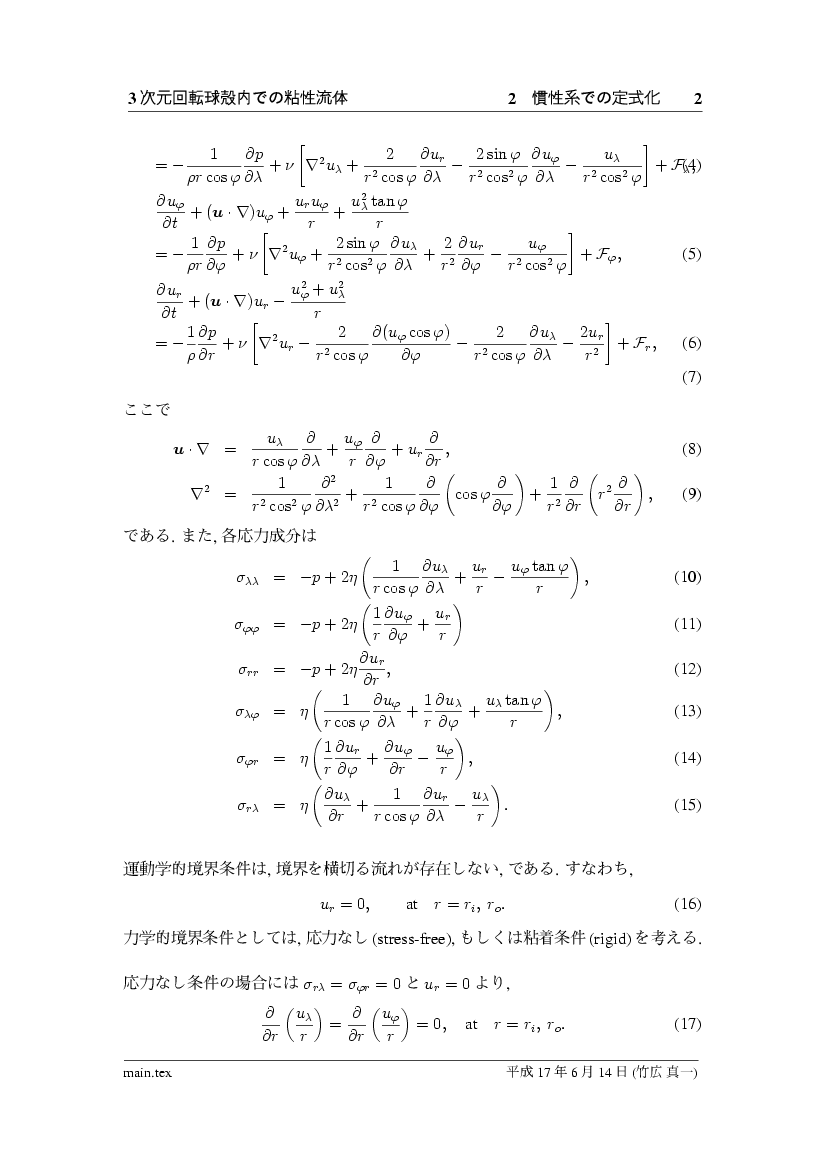 3 次元回転球殻内での粘性流体 2 慣性系での定式化 2
$= -\frac{1}{\rho r \cos\varphi}\frac{\partial p}{\partial \lambda} + \nu\left[\nabla^2 u_\lambda + \frac{2}{r^2\cos\varphi}\frac{\partial u_r}{\partial \lambda} - \frac{2\sin\varphi}{r^2\cos^2\varphi}\frac{\partial u_\varphi}{\partial \lambda} - \frac{u_\lambda}{r^2\cos^2\varphi}\right] + \mathcal{F}_\lambda,$ (4)
$\frac{\partial u_\varphi}{\partial t} + (\boldsymbol{u}\cdot\nabla)u_\varphi + \frac{u_r u_\varphi}{r} + \frac{u_\lambda^2\tan\varphi}{r}$
$= -\frac{1}{\rho r}\frac{\partial p}{\partial \varphi} + \nu\left[\nabla^2 u_\varphi + \frac{2\sin\varphi}{r^2\cos^2\varphi}\frac{\partial u_\lambda}{\partial \lambda} + \frac{2}{r^2}\frac{\partial u_r}{\partial \varphi} - \frac{u_\varphi}{r^2\cos^2\varphi}\right] + \mathcal{F}_\varphi,$ (5)
$\frac{\partial u_r}{\partial t} + (\boldsymbol{u}\cdot\nabla)u_r - \frac{u_\varphi^2 + u_\lambda^2}{r}$
$= -\frac{1}{\rho}\frac{\partial p}{\partial r} + \nu\left[\nabla^2 u_r - \frac{2}{r^2\cos\varphi}\frac{\partial(u_\varphi\cos\varphi)}{\partial \varphi} - \frac{2}{r^2\cos\varphi}\frac{\partial u_\lambda}{\partial \lambda} - \frac{2u_r}{r^2}\right] + \mathcal{F}_r,$ (6)
(7)
ここで
$\boldsymbol{u}\cdot\nabla = \frac{u_\lambda}{r\cos\varphi}\frac{\partial}{\partial \lambda} + \frac{u_\varphi}{r}\frac{\partial}{\partial \varphi} + u_r\frac{\partial}{\partial r},$ (8)
$\nabla^2 = \frac{1}{r^2\cos^2\varphi}\frac{\partial^2}{\partial \lambda^2} + \frac{1}{r^2\cos\varphi}\frac{\partial}{\partial \varphi}\left(\cos\varphi\frac{\partial}{\partial \varphi}\right) + \frac{1}{r^2}\frac{\partial}{\partial r}\left(r^2\frac{\partial}{\partial r}\right),$ (9)
である. また, 各応力成分は
$\sigma_{\lambda\lambda} = -p + 2\eta\left(\frac{1}{r\cos\varphi}\frac{\partial u_\lambda}{\partial \lambda} + \frac{u_r}{r} - \frac{u_\varphi\tan\varphi}{r}\right),$ (10)
$\sigma_{\varphi\varphi} = -p + 2\eta\left(\frac{1}{r}\frac{\partial u_\varphi}{\partial \varphi} + \frac{u_r}{r}\right)$ (11)
$\sigma_{rr} = -p + 2\eta\frac{\partial u_r}{\partial r},$ (12)
$\sigma_{\lambda\varphi} = \eta\left(\frac{1}{r\cos\varphi}\frac{\partial u_\varphi}{\partial \lambda} + \frac{1}{r}\frac{\partial u_\lambda}{\partial \varphi} + \frac{u_\lambda\tan\varphi}{r}\right),$ (13)
$\sigma_{\varphi r} = \eta\left(\frac{1}{r}\frac{\partial u_r}{\partial \varphi} + \frac{\partial u_\varphi}{\partial r} - \frac{u_\varphi}{r}\right),$ (14)
$\sigma_{r\lambda} = \eta\left(\frac{\partial u_\lambda}{\partial r} + \frac{1}{r\cos\varphi}\frac{\partial u_r}{\partial \lambda} - \frac{u_\lambda}{r}\right).$ (15)
運動学的境界条件は, 境界を横切る流れが存在しない, である. すなわち,
$u_r = 0, \quad \text{at} \quad r = r_i, r_o.$ (16)
力学的境界条件としては, 応力なし (stress-free), もしくは粘着条件 (rigid) を考える.
応力なし条件の場合には $\sigma_{r\lambda} = \sigma_{\varphi r} = 0$ と $u_r = 0$ より,
$\frac{\partial}{\partial r}\left(\frac{u_\lambda}{r}\right) = \frac{\partial}{\partial r}\left(\frac{u_\varphi}{r}\right) = 0, \quad \text{at} \quad r = r_i, r_o.$ (17)
main.tex 平成 17 年 6 月 14 日 (竹広 真一)